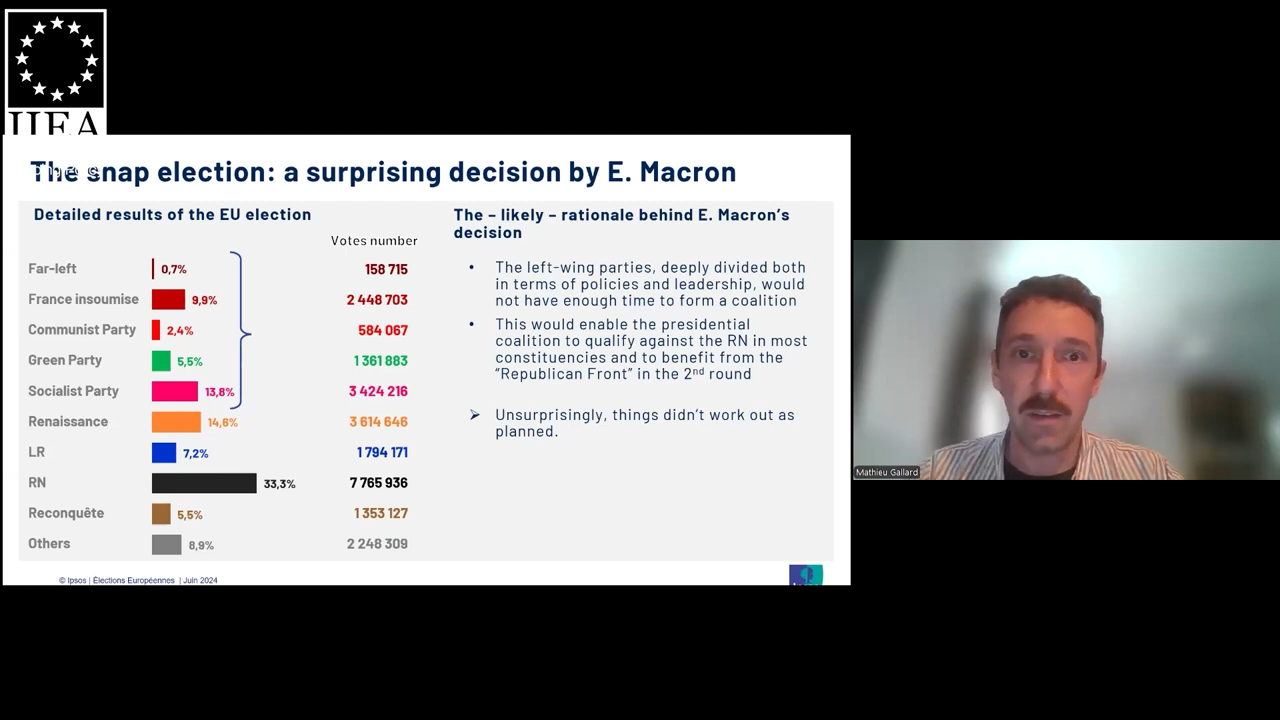 IIEA
The snap election: a surprising decision by E. Macron
Detailed results of the EU election
Votes number
Far-left 0,7% 158 715
France insoumise 9,9% 2 448 703
Communist Party 2,4% 584 067
Green Party 5,5% 1 361 883
Socialist Party 13,8% 3 424 216
Renaissance 14,6% 3 614 646
LR 7,2% 1 794 171
RN 33,3% 7 765 936
Reconquête 5,5% 1 353 127
Others 8,9% 2 248 309
The – likely – rationale behind E. Macron’s
decision
• The left-wing parties, deeply divided both
in terms of policies and leadership, would
not have enough time to form a coalition
• This would enable the presidential
coalition to qualify against the RN in most
constituencies and to benefit from the
“Republican Front” in the 2nd round
➢ Unsurprisingly, things didn’t work out as
planned.
© Ipsos | Élections Européennes | Juin 2024
Mathieu Gallard